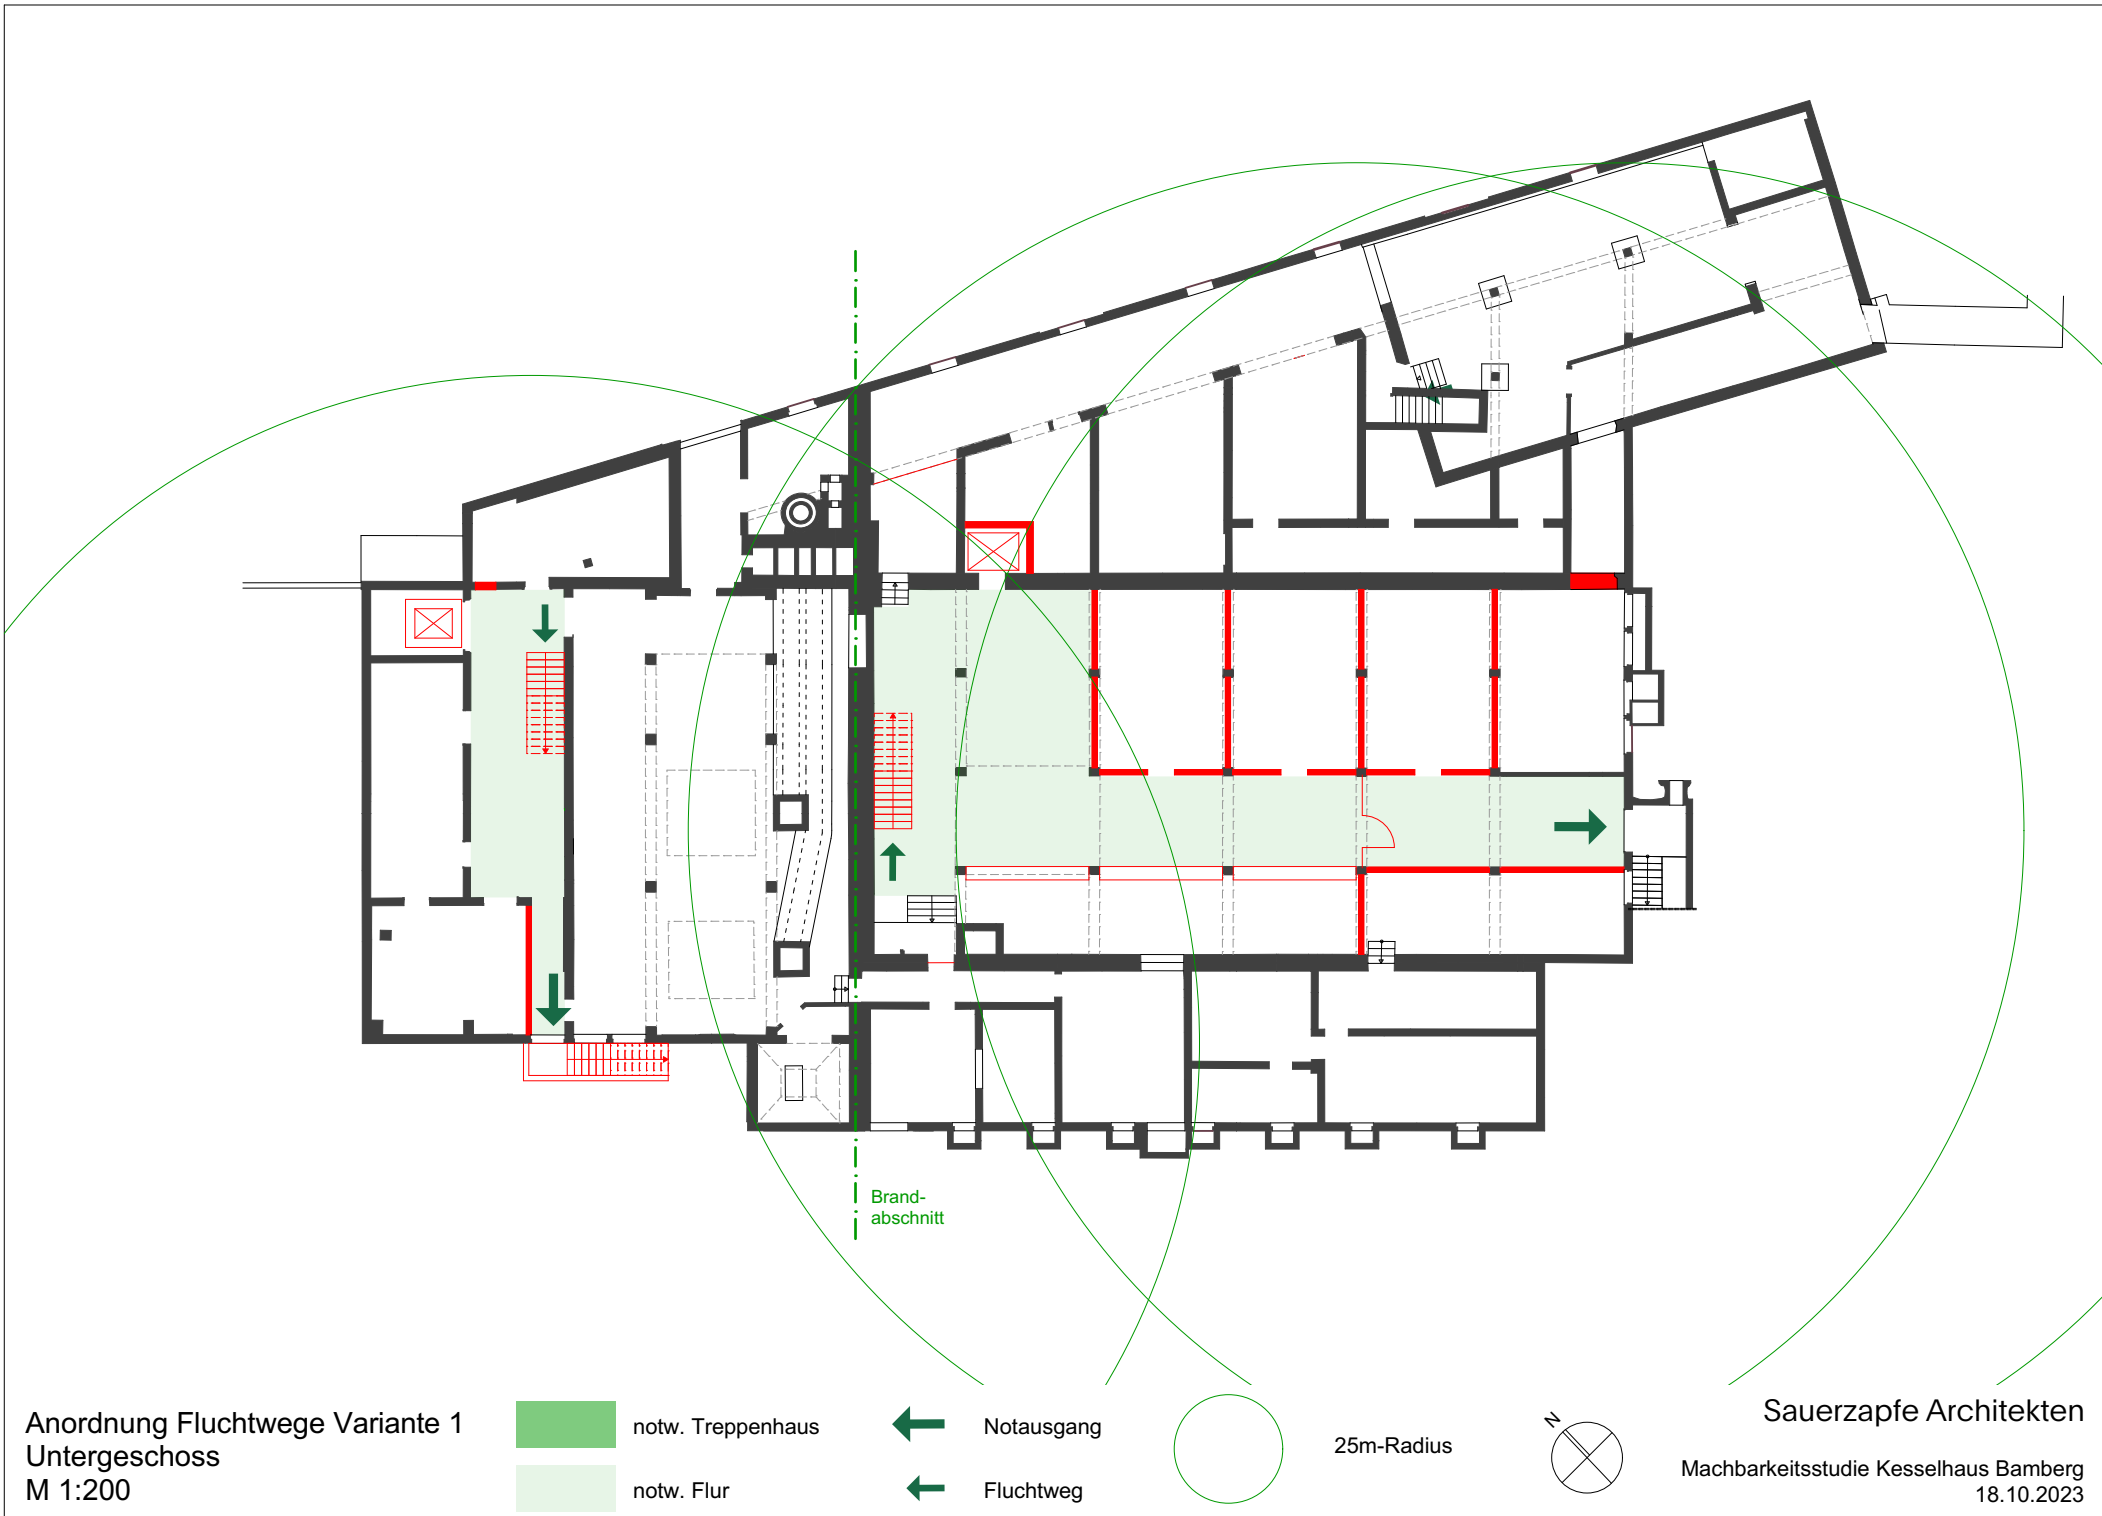 Brand-
abschnitt
Anordnung Fluchtwege Variante 1
Untergeschoss
M 1:200
notw. Treppenhaus
notw. Flur
Notausgang
Fluchtweg
25m-Radius
N
Sauerzapfe Architekten
Machbarkeitsstudie Kesselhaus Bamberg
18.10.2023